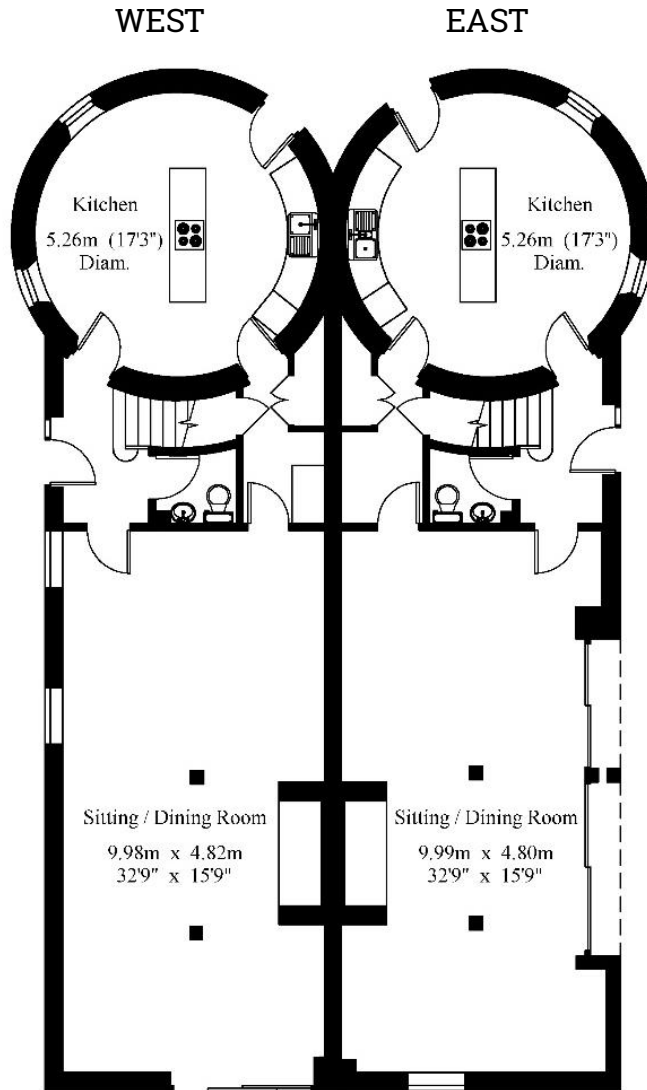 WEST
EAST
Kitchen
5.26m (17'3")
Diam.
Kitchen
5.26m (17'3")
Diam.
Sitting / Dining Room
9.98m x 4.82m
32'9" x 15'9"
Sitting / Dining Room
9.99m x 4.80m
32'9" x 15'9"